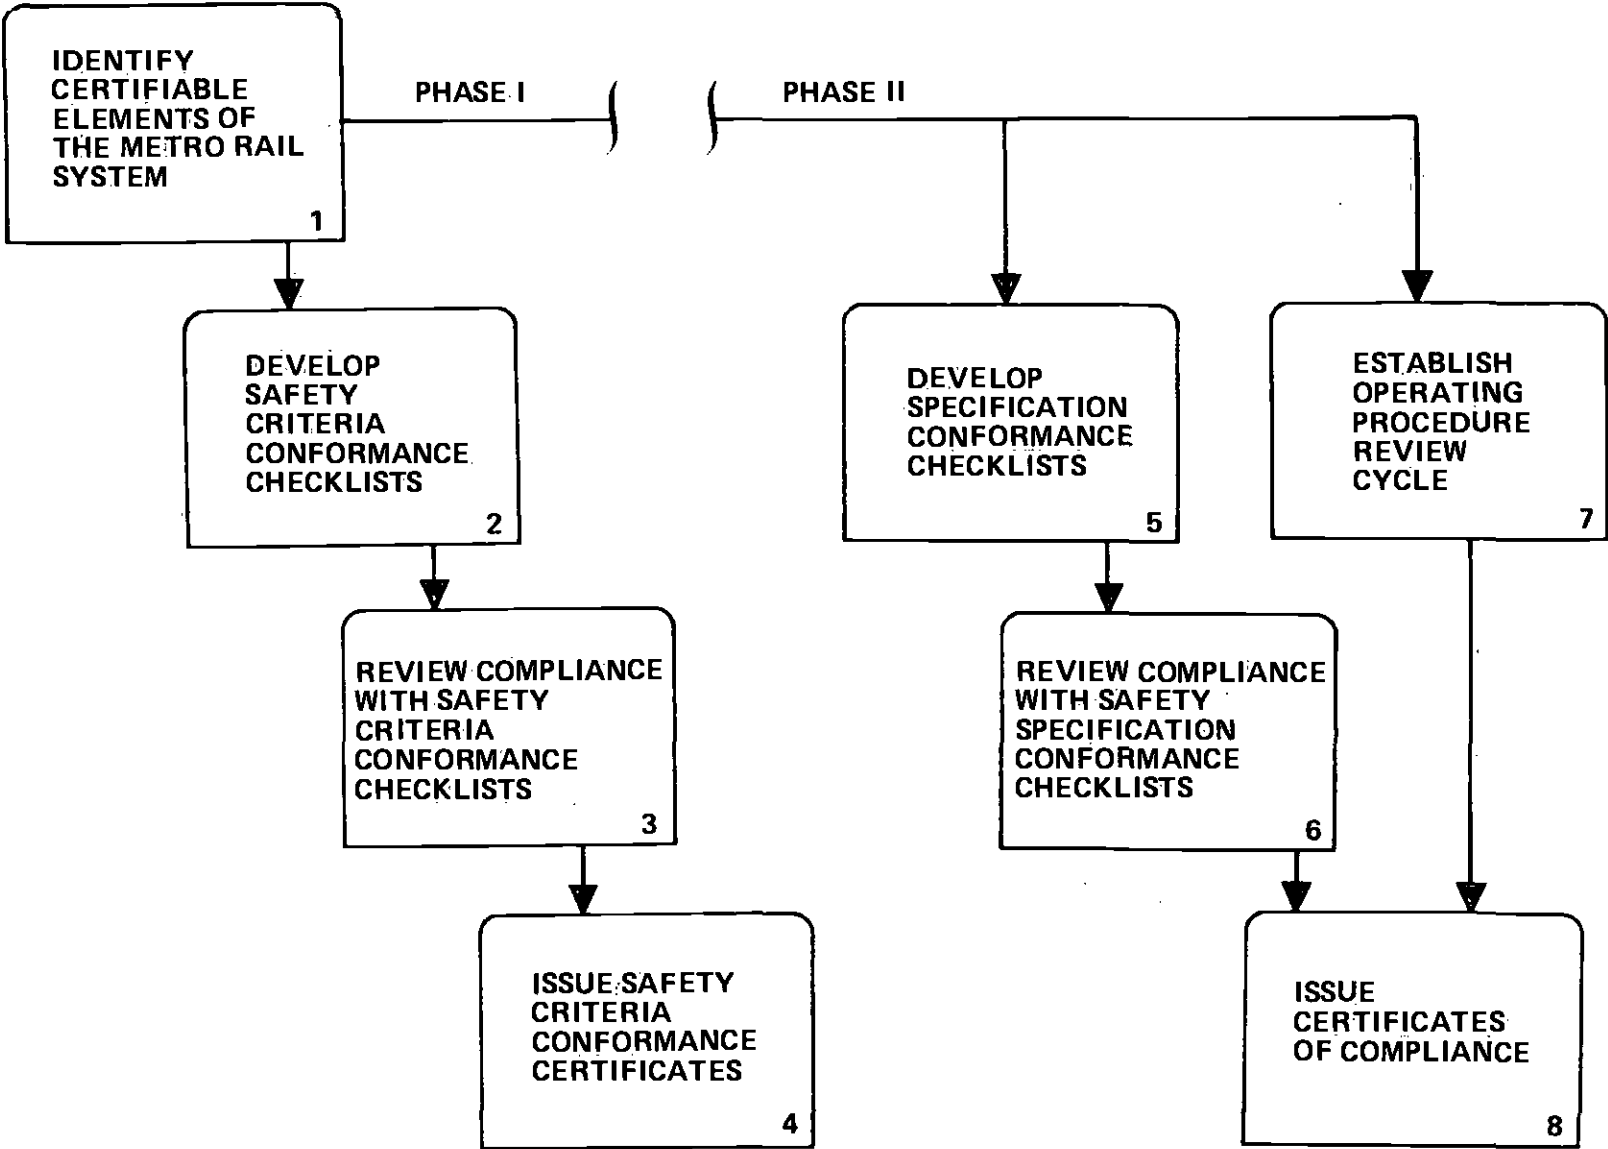 IDENTIFY
CERTIFIABLE
ELEMENTS OF
THE METRO RAIL
SYSTEM
1
PHASE I
PHASE II
DEVELOP
SAFETY
CRITERIA
CONFORMANCE
CHECKLISTS
2
DEVELOP
SPECIFICATION
CONFORMANCE
CHECKLISTS
5
ESTABLISH
OPERATING
PROCEDURE
REVIEW
CYCLE
7
REVIEW COMPLIANCE
WITH SAFETY
CRITERIA
CONFORMANCE
CHECKLISTS
3
REVIEW COMPLIANCE
WITH SAFETY
SPECIFICATION
CONFORMANCE
CHECKLISTS
6
ISSUE SAFETY
CRITERIA
CONFORMANCE
CERTIFICATES
4
ISSUE
CERTIFICATES
OF COMPLIANCE
8